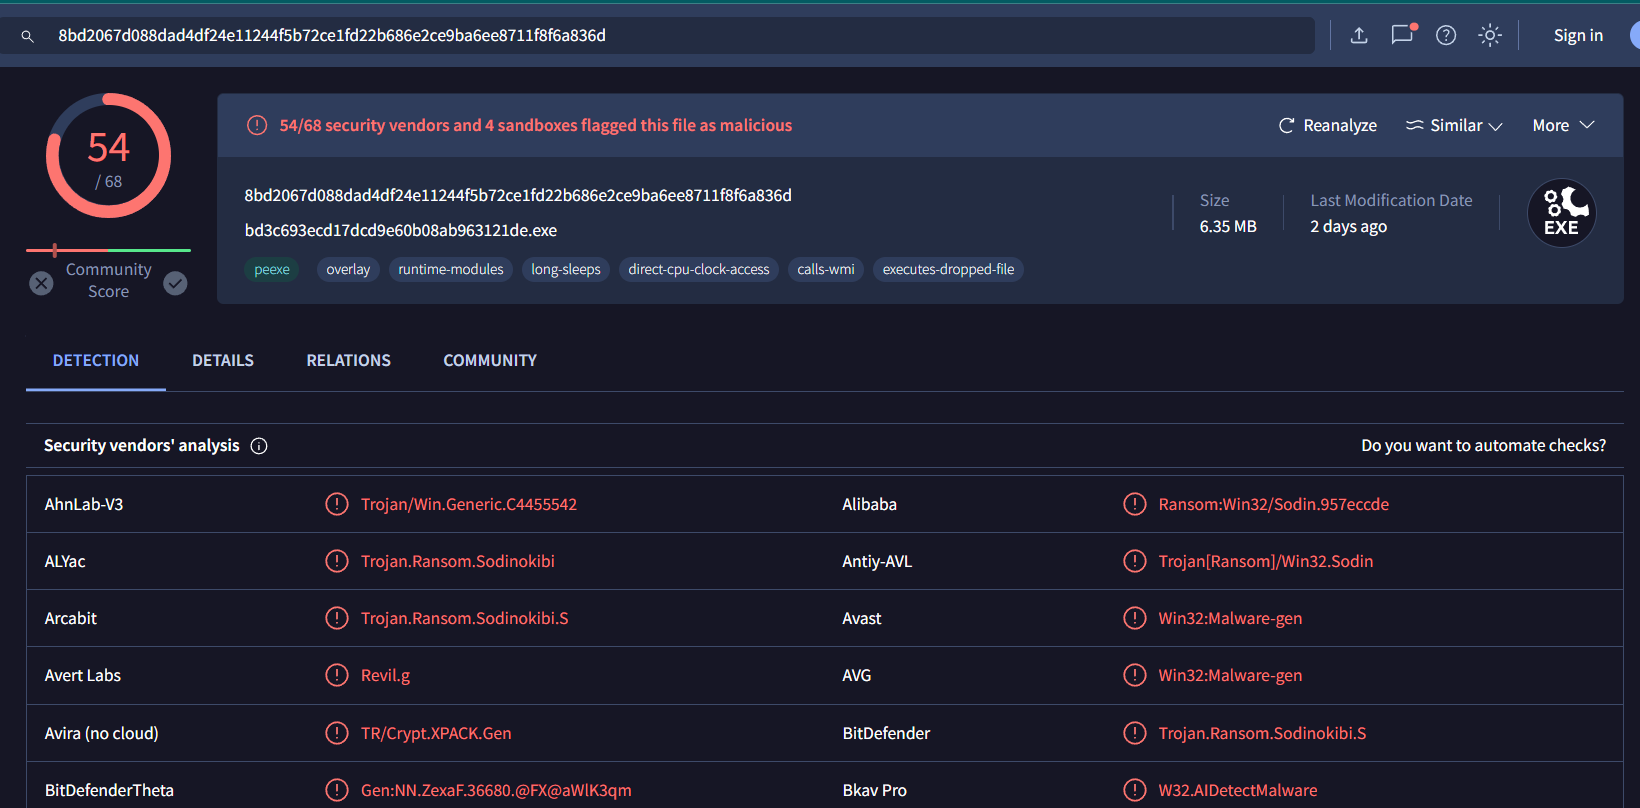 8bd2067d088dad4df24e11244f5b72ce1fd22b686e2ce9ba6ee8711f8f6a836d
Sign in
54
/ 68
Community
Score
54/68 security vendors and 4 sandboxes flagged this file as malicious
Reanalyze
Similar
More
8bd2067d088dad4df24e11244f5b72ce1fd22b686e2ce9ba6ee8711f8f6a836d
bd3c693ecd17dcd9e60b08ab963121de.exe
peexe overlay runtime-modules long-sleeps direct-cpu-clock-access calls-wmi executes-dropped-file
Size
6.35 MB
Last Modification Date
2 days ago
EXE
DETECTION DETAILS RELATIONS COMMUNITY
Security vendors' analysis
Do you want to automate checks?
AhnLab-V3 Trojan/Win.Generic.C4455542 Alibaba Ransom:Win32/Sodin.957eccde
ALYac Trojan.Ransom.Sodinokibi Antiy-AVL Trojan[Ransom]/Win32.Sodin
Arcabit Trojan.Ransom.Sodinokibi.S Avast Win32:Malware-gen
Avert Labs Revil.g AVG Win32:Malware-gen
Avira (no cloud) TR/Crypt.XPACK.Gen BitDefender Trojan.Ransom.Sodinokibi.S
BitDefenderTheta Gen:NN.ZexaF.36680.@FX@aWlK3qm Bkav Pro W32.AIDetectMalware